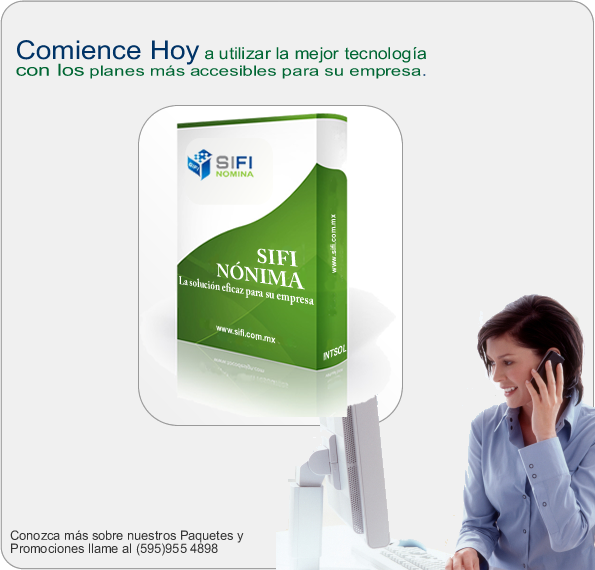 Comience Hoy a utilizar la mejor tecnología
con los planes más accesibles para su empresa.
SIFI
SIFI
NOMINA
www.sifi.com.mx
SIFI
NÓNIMA
La solución eficaz para su empresa
www.sifi.com.mx
INTSOL
Conozca más sobre nuestros Paquetes y
Promociones llame al (595)955 4898